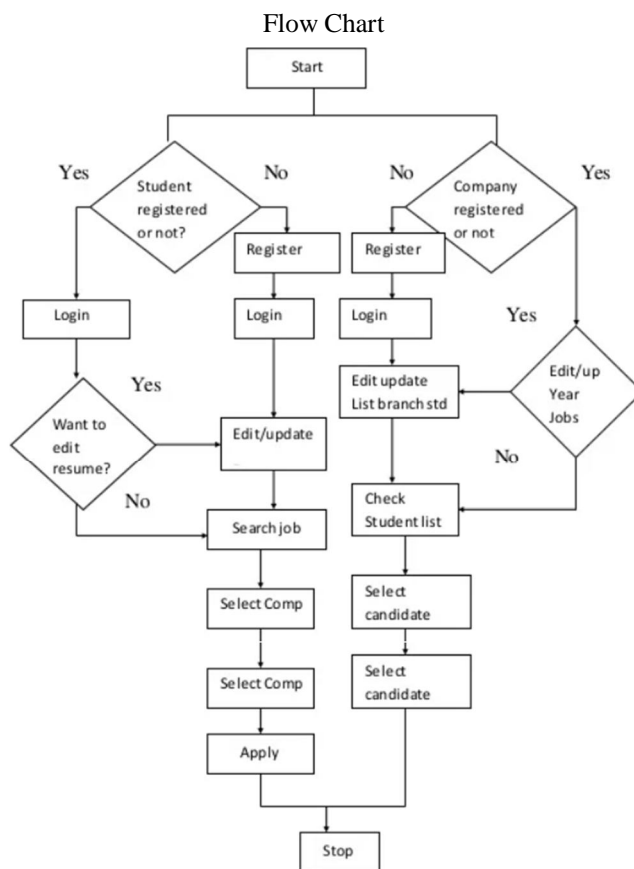 Flow Chart
Start
Yes
Student
registered
or not?
No
No
Company
registered
or not
Yes
Register
Register
Login
Login
Login
Yes
Yes
Edit update
List branch std
Edit/up
Year
Jobs
Want to
edit
resume?
Edit/update
No
No
Check
Student list
Search job
Select Comp
Select
candidate
Select Comp
Select
candidate
Apply
Stop